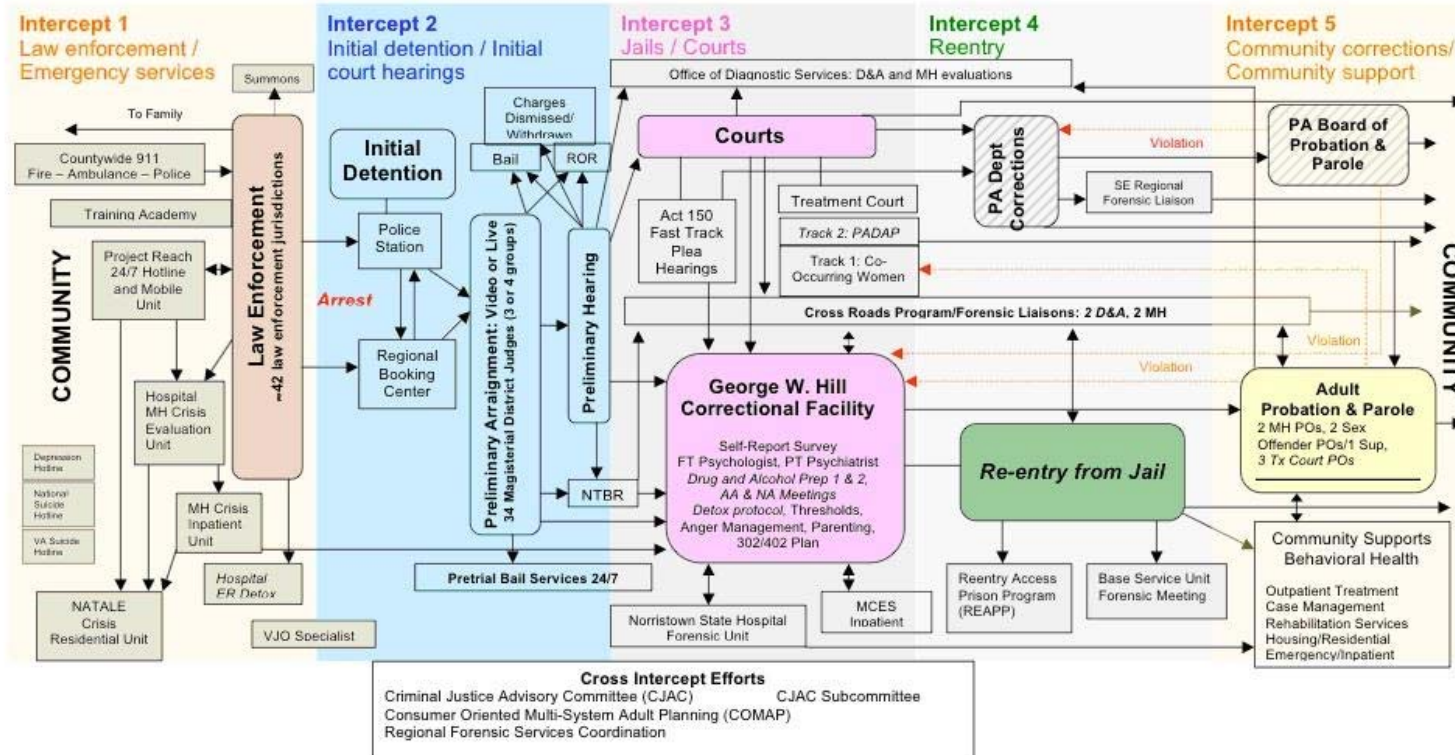 Intercept 1
Law enforcement /
Emergency services
Intercept 2
Initial detention / Initial
court hearings
Intercept 3
Jails / Courts
Intercept 4
Reentry
Intercept 5
Community corrections/
Community support
Summons
To Family
Countywide 911
Fire – Ambulance – Police
Training Academy
COMMUNITY
Project Reach
24/7 Hotline
and Mobile
Unit
Law Enforcement
~42 law enforcement jurisdictions
Hospital
MH Crisis
Evaluation
Unit
Depression
Hotline
National
Suicide
Hotline
VA Suicide
Hotline
MH Crisis
Inpatient
Unit
Hospital
ER Detox
NATALE
Crisis
Residential Unit
VJO Specialist
Arrest
Initial
Detention
Police
Station
Regional
Booking
Center
Charges
Dismissed/
Withdrawn
Bail
ROR
Preliminary Arraignment: Video or Live
34 Magisterial District Judges (3 or 4 groups)
Preliminary Hearing
NTBR
Pretrial Bail Services 24/7
Office of Diagnostic Services: D&A and MH evaluations
Courts
Act 150
Fast Track
Plea
Hearings
Treatment Court
Track 2: PADAP
Track 1: Co-
Occurring Women
Cross Roads Program/Forensic Liaisons: 2 D&A, 2 MH
George W. Hill
Correctional Facility
Self-Report Survey
FT Psychologist, PT Psychiatrist
Drug and Alcohol Prep 1 & 2,
AA & NA Meetings
Detox protocol, Thresholds,
Anger Management, Parenting,
302/402 Plan
Norristown State Hospital
Forensic Unit
MCES
Inpatient
PA Dept
Corrections
Violation
SE Regional
Forensic Liaison
PA Board of
Probation &
Parole
Violation
Violation
Re-entry from Jail
Reentry Access
Prison Program
(REAPP)
Base Service Unit
Forensic Meeting
Adult
Probation & Parole
2 MH POs, 2 Sex
Offender POs/1 Sup,
3 Tx Court POs
COMMUNITY
Community Supports
Behavioral Health
Outpatient Treatment
Case Management
Rehabilitation Services
Housing/Residential
Emergency/Inpatient
Cross Intercept Efforts
Criminal Justice Advisory Committee (CJAC) CJAC Subcommittee
Consumer Oriented Multi-System Adult Planning (COMAP)
Regional Forensic Services Coordination